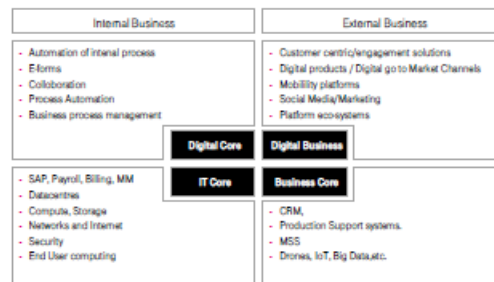 Internal Business
External Business
- Automation of intenal process
- E-forms
- Colloboration
- Process Automation
- Business process management
- Customer centric/engagement solutions
- Digital products / Digital go to Market Channels
- Mobility platforms
- Social Media/Marketing
- Platform eco-systems
Digital Core
Digital Business
IT Core
Business Core
- SAP, Payroll, Billing, MM
- Datacentres
- Compute, Storage
- Networks and Internet
- Security
- End User computing
- CRM,
- Production Support systems.
- MSS
- Drones, IoT, Big Data,etc.